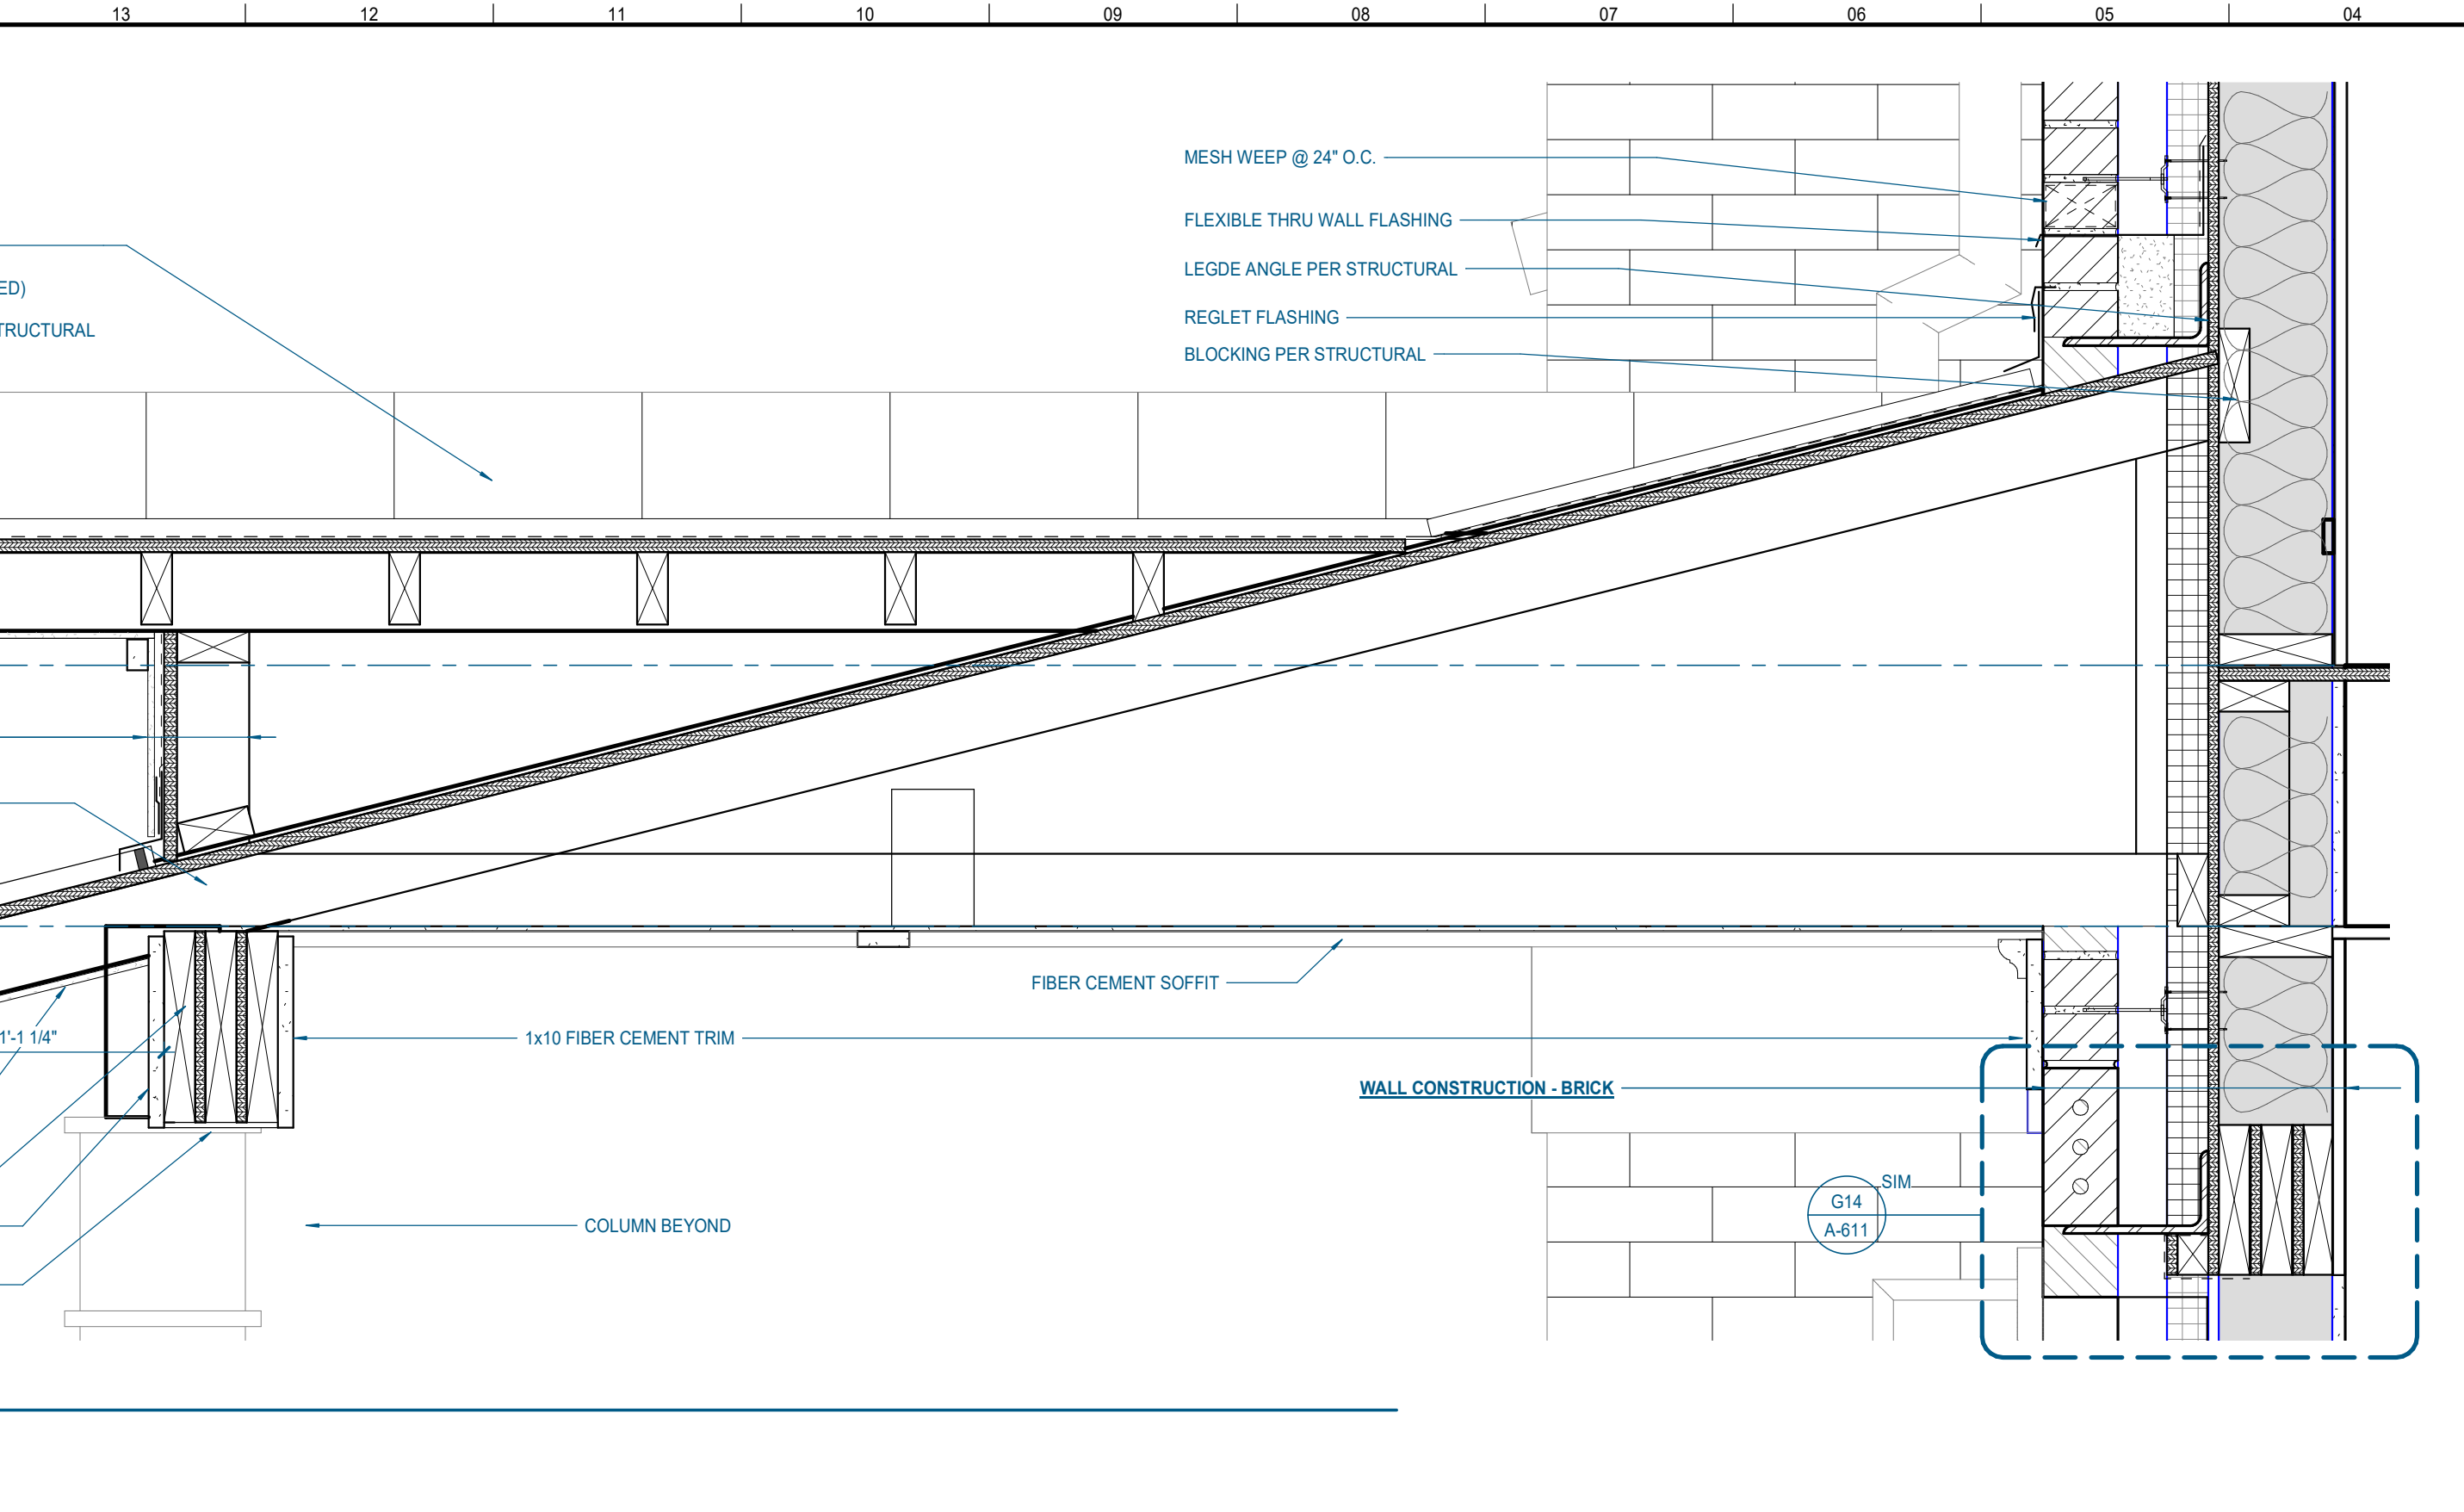 13 12 11 10 09 08 07 06 05 04
MESH WEEP @ 24" O.C.
FLEXIBLE THRU WALL FLASHING
LEGDE ANGLE PER STRUCTURAL
REGLET FLASHING
BLOCKING PER STRUCTURAL
ED)
TRUCTURAL
FIBER CEMENT SOFFIT
1'-1 1/4"
1x10 FIBER CEMENT TRIM
WALL CONSTRUCTION - BRICK
SIM
G14
A-611
COLUMN BEYOND